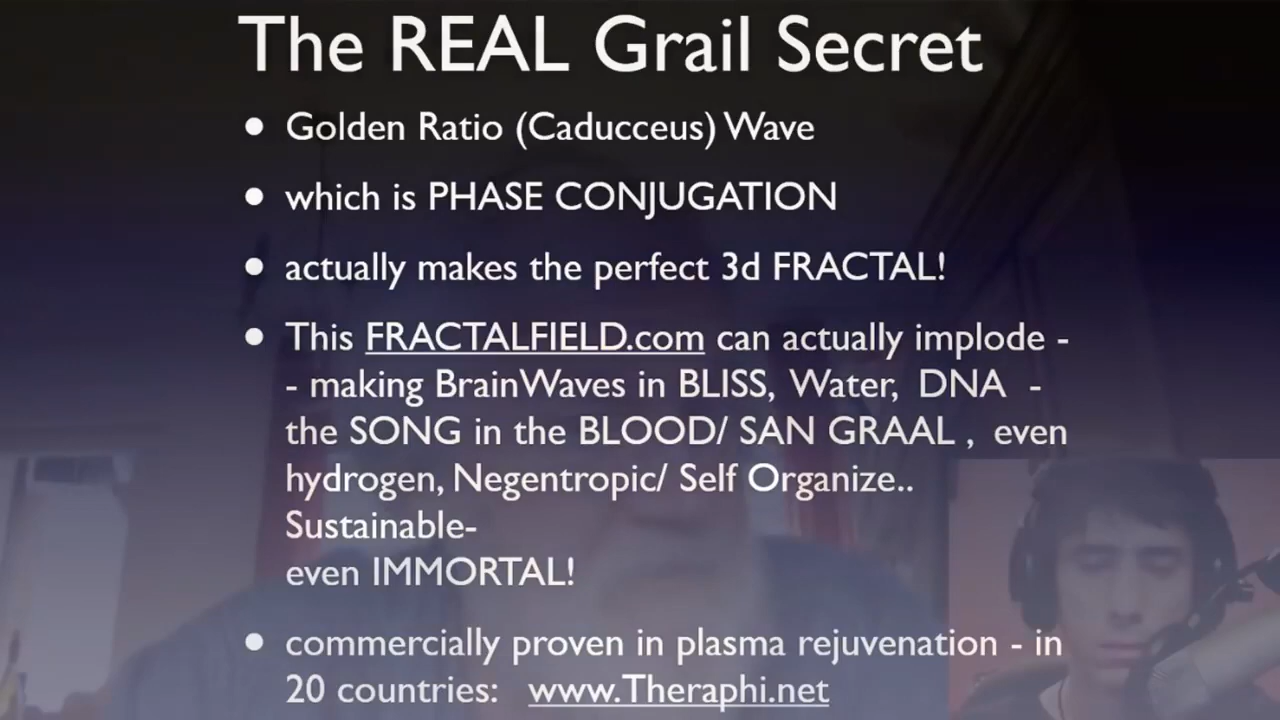 The REAL Grail Secret
• Golden Ratio (Caducceus) Wave
• which is PHASE CONJUGATION
• actually makes the perfect 3d FRACTAL!
• This FRACTALFIELD.com can actually implode -
- making BrainWaves in BLISS, Water, DNA -
the SONG in the BLOOD/ SAN GRAAL , even
hydrogen, Negentropic/ Self Organize..
Sustainable-
even IMMORTAL!
• commercially proven in plasma rejuvenation - in
20 countries: www.Theraphi.net